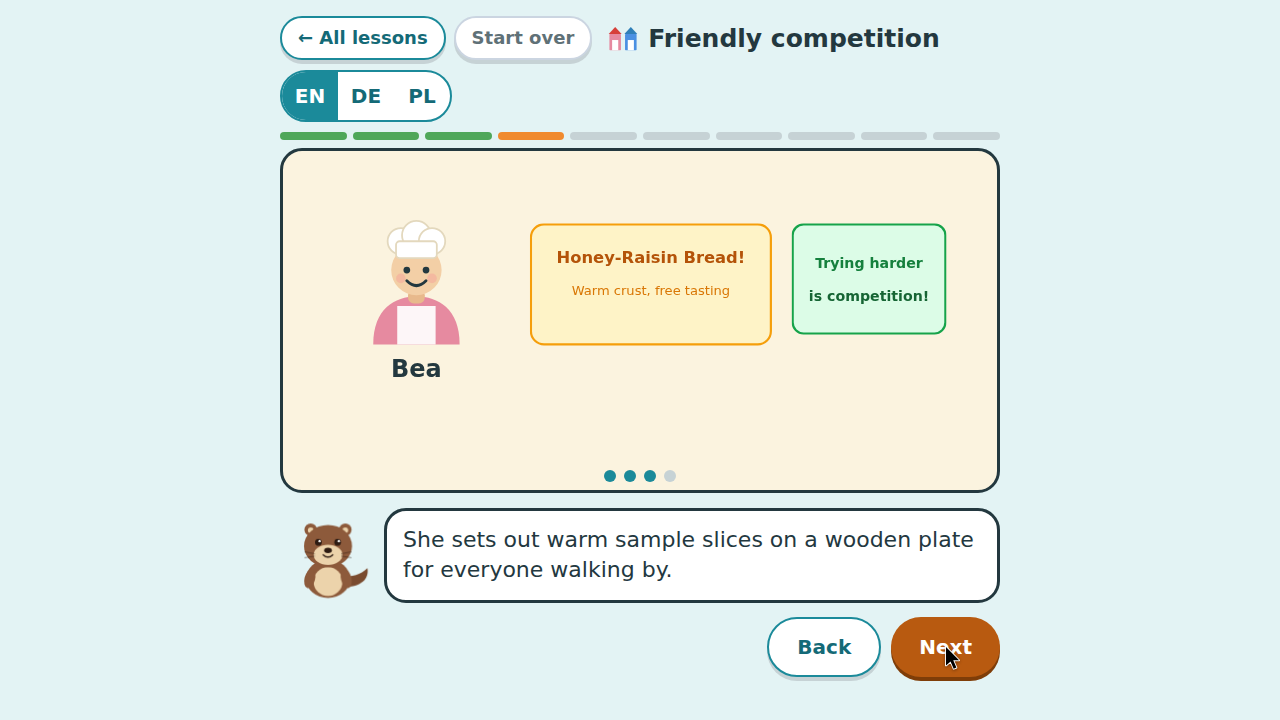 ← All lessons
Start over
Friendly competition
EN
DE
PL
Honey-Raisin Bread!
Warm crust, free tasting
Trying harder
is competition!
Bea
She sets out warm sample slices on a wooden plate
for everyone walking by.
Back
Next